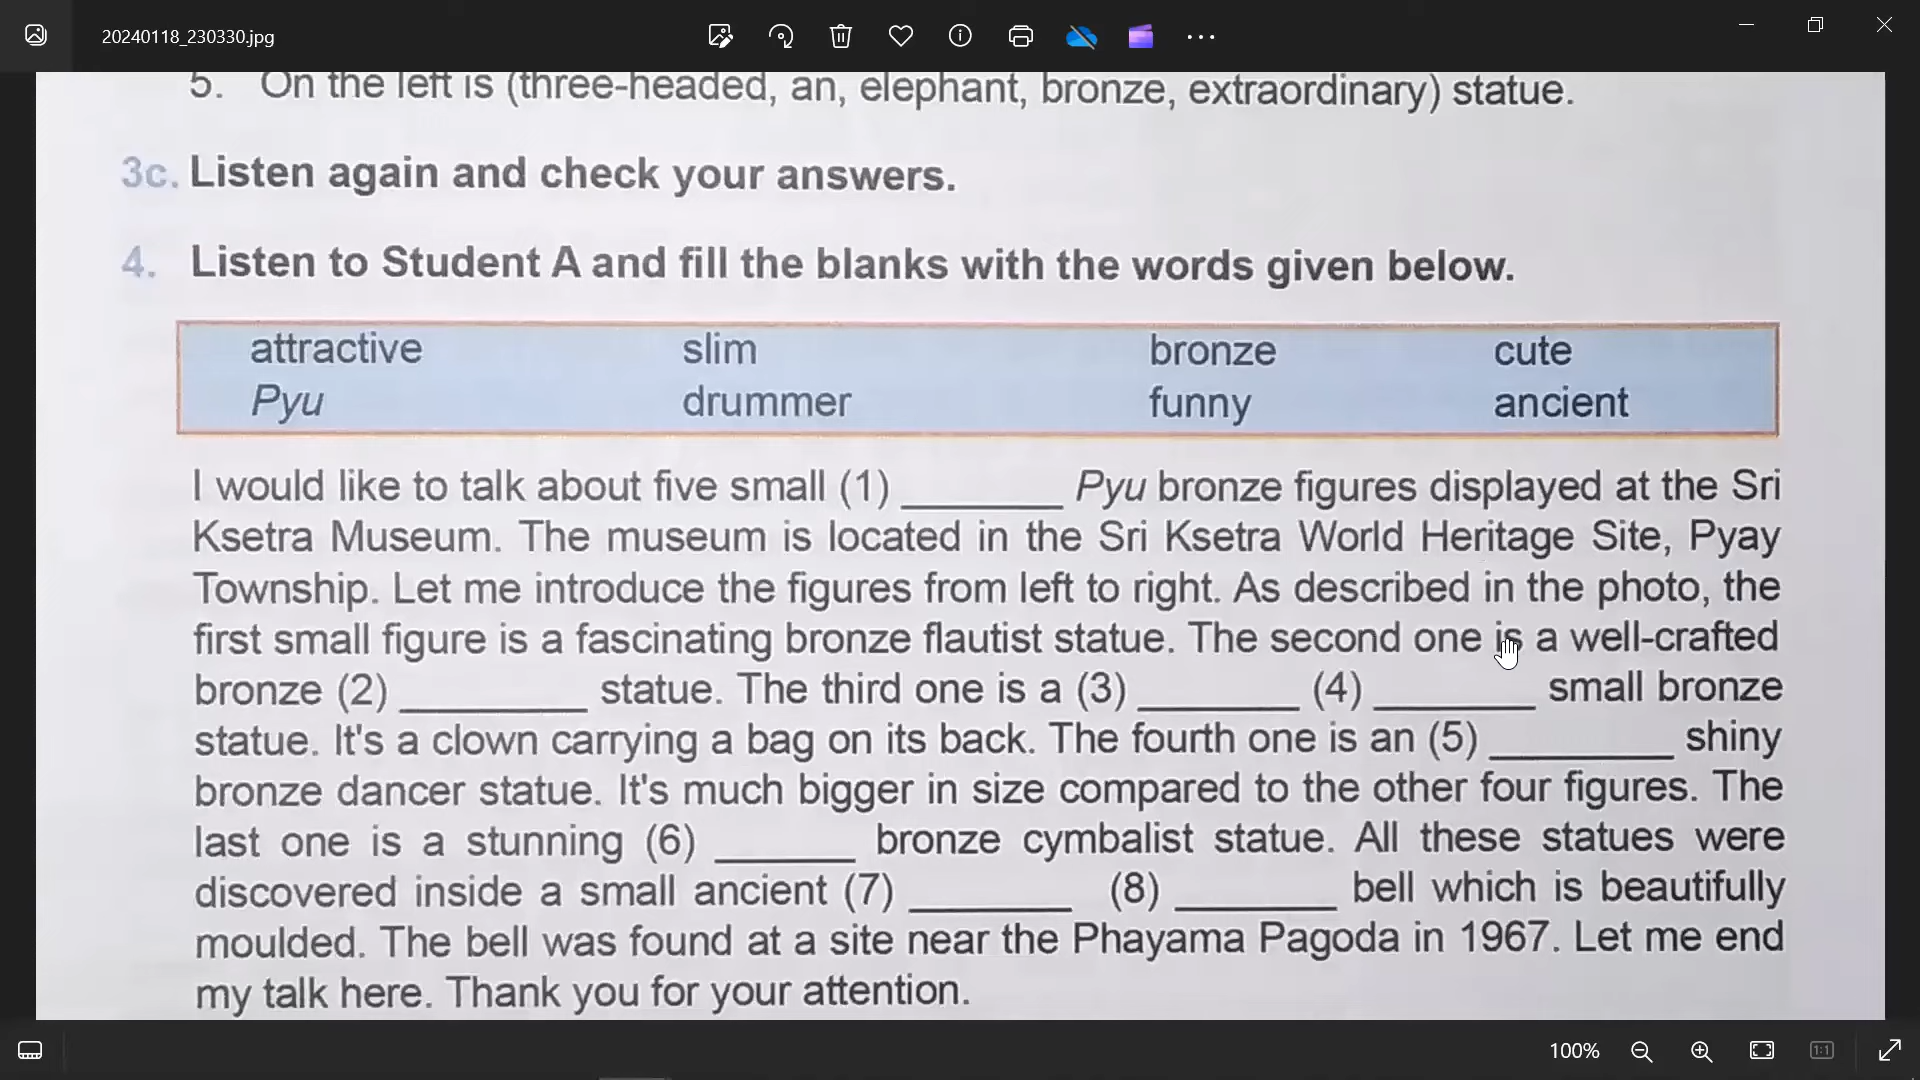 20240118_230330.jpg
5. On the left is (three-headed, an, elephant, bronze, extraordinary) statue.
3c. Listen again and check your answers.
4. Listen to Student A and fill the blanks with the words given below.
attractive slim bronze cute
Pyu drummer funny ancient
I would like to talk about five small (1) ________ Pyu bronze figures displayed at the Sri
Ksetra Museum. The museum is located in the Sri Ksetra World Heritage Site, Pyay
Township. Let me introduce the figures from left to right. As described in the photo, the
first small figure is a fascinating bronze flautist statue. The second one is a well-crafted
bronze (2) ________ statue. The third one is a (3) ________ (4) ________ small bronze
statue. It's a clown carrying a bag on its back. The fourth one is an (5) ________ shiny
bronze dancer statue. It's much bigger in size compared to the other four figures. The
last one is a stunning (6) ________ bronze cymbalist statue. All these statues were
discovered inside a small ancient (7) ________ (8) ________ bell which is beautifully
moulded. The bell was found at a site near the Phayama Pagoda in 1967. Let me end
my talk here. Thank you for your attention.
100% 1:1